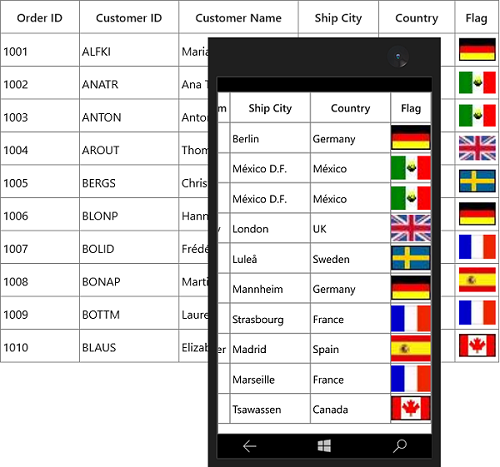 Order ID Customer ID Customer Name Ship City Country Flag
1001 ALFKI Maria
1002 ANATR Ana T
1003 ANTON Anto
1004 AROUT Thom
1005 BERGS Chris
1006 BLONP Hann
1007 BOLID Frédé
1008 BONAP Marti
1009 BOTTM Laure
1010 BLAUS Elizab
Ship City Country Flag
Berlin Germany
México D.F. México
México D.F. México
London UK
Luleå Sweden
Mannheim Germany
Strasbourg France
Madrid Spain
Marseille France
Tsawassen Canada